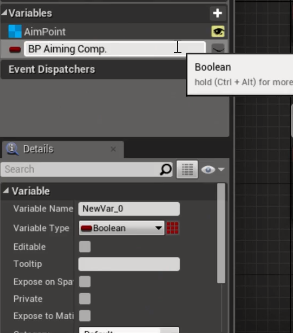 Variables
AimPoint
BP Aiming Comp.
Event Dispatchers
Boolean
hold (Ctrl + Alt) for more
Details
Search
Variable
Variable Name NewVar_0
Variable Type Boolean
Editable
Tooltip
Expose on Spa
Private
Expose to Mati